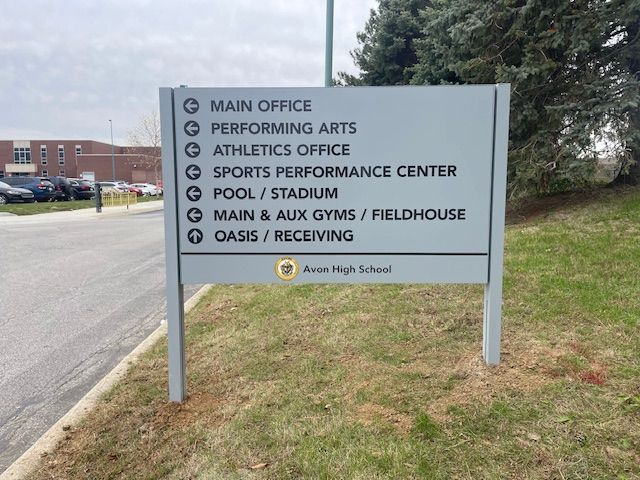 MAIN OFFICE
PERFORMING ARTS
ATHLETICS OFFICE
SPORTS PERFORMANCE CENTER
POOL / STADIUM
MAIN & AUX GYMS / FIELDHOUSE
OASIS / RECEIVING
Avon High School